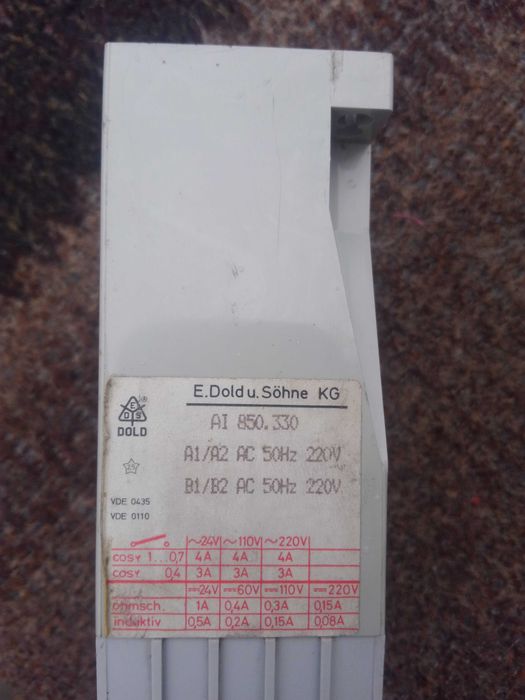 E.Dold u. Söhne KG
E D S ®
DOLD
AI 850.330
A1/A2 AC 50Hz 220V
B1/B2 AC 50Hz 220V
VDE 0435
VDE 0110
~24V ~110V ~220V
cosφ 1...0,7 4A 4A 4A
cosφ 0,4 3A 3A 3A
⎓24V ⎓60V ⎓110V ⎓220V
ohmsch. 1A 0,4A 0,3A 0,15A
induktiv 0,5A 0,2A 0,15A 0,08A